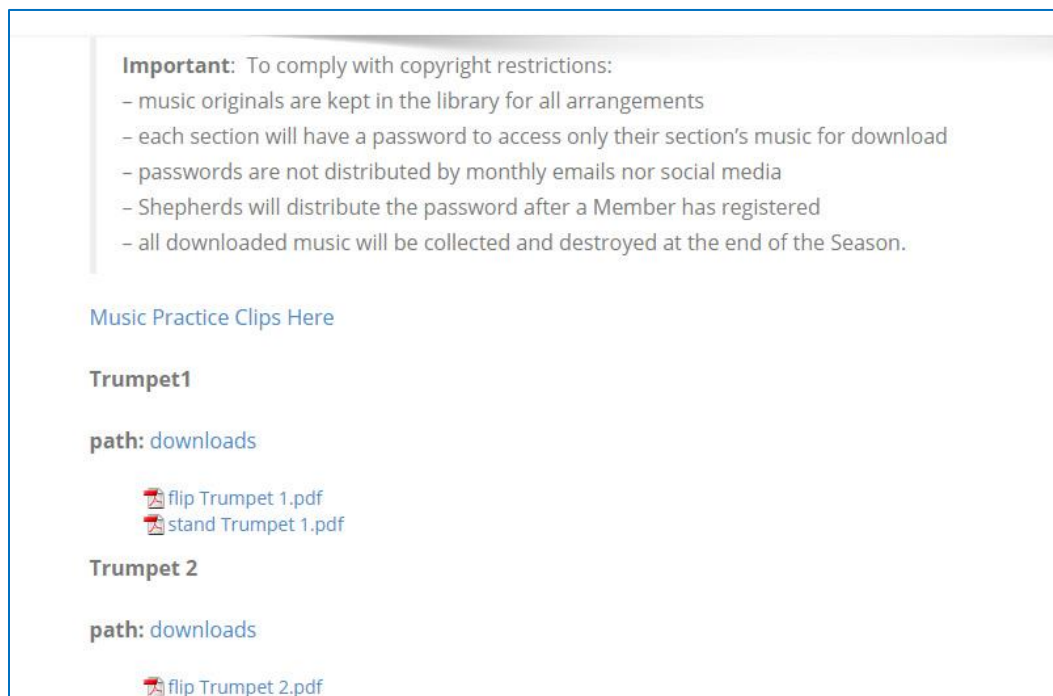 Important:  To comply with copyright restrictions:
– music originals are kept in the library for all arrangements
– each section will have a password to access only their section’s music for download
– passwords are not distributed by monthly emails nor social media
– Shepherds will distribute the password after a Member has registered
– all downloaded music will be collected and destroyed at the end of the Season.
Music Practice Clips Here
Trumpet1
path: downloads
flip Trumpet 1.pdf
stand Trumpet 1.pdf
Trumpet 2
path: downloads
flip Trumpet 2.pdf